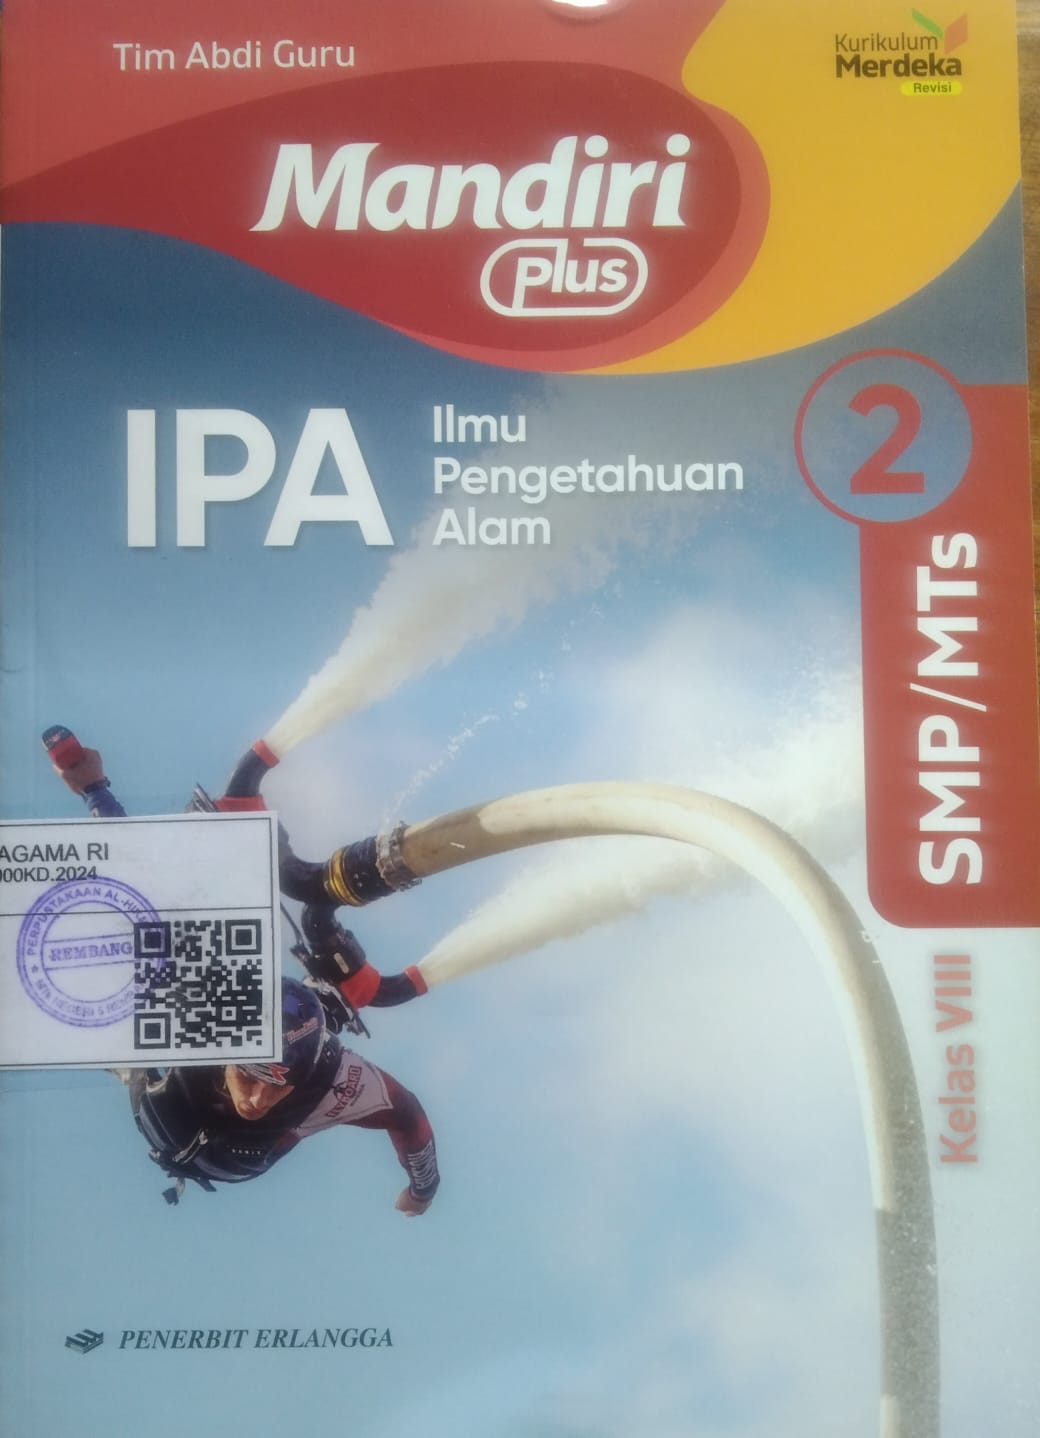 Tim Abdi Guru
Kurikulum
Merdeka
Revisi
Mandiri
Plus
IPA
Ilmu
Pengetahuan
Alam
2
SMP/MTs
Kelas VIII
AGAMA RI
000KD.2024
PERPUSTAKAAN
REMBANG
PENERBIT ERLANGGA